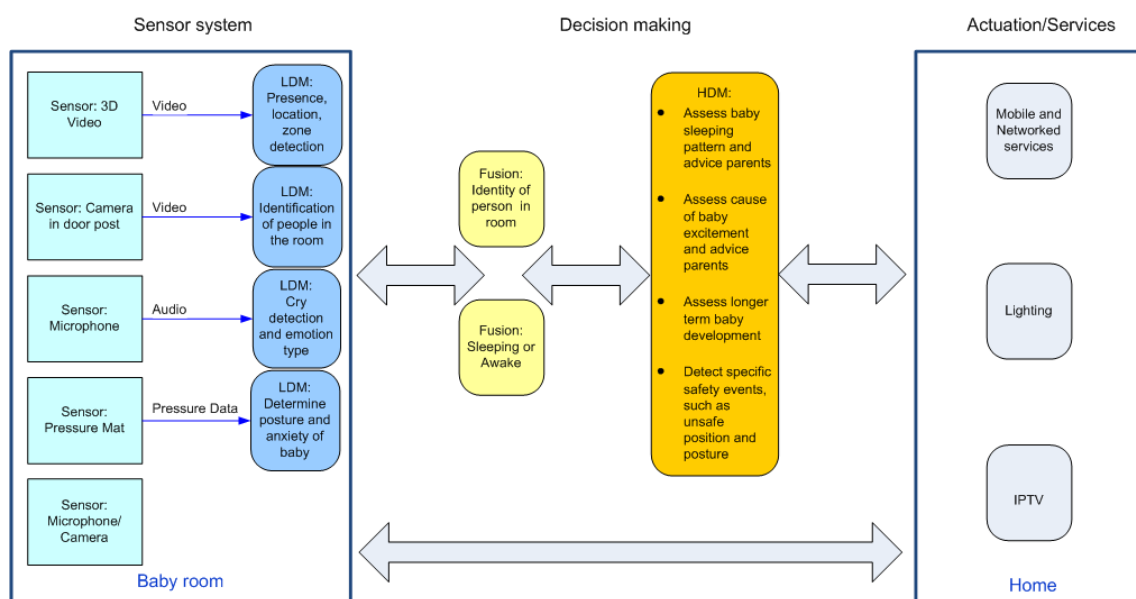 Sensor system
Decision making
Actuation/Services
Sensor: 3D
Video
Video
LDM:
Presence,
location,
zone
detection
Sensor: Camera
in door post
Video
LDM:
Identification
of people in
the room
Sensor:
Microphone
Audio
LDM:
Cry
detection
and emotion
type
Sensor:
Pressure Mat
Pressure Data
LDM:
Determine
posture and
anxiety of
baby
Sensor:
Microphone/
Camera
Baby room
Fusion:
Identity of
person in
room
Fusion:
Sleeping or
Awake
HDM:
• Assess baby
sleeping
pattern and
advice parents
• Assess cause
of baby
excitement
and advice
parents
• Assess longer
term baby
development
• Detect specific
safety events,
such as
unsafe
position and
posture
Mobile and
Networked
services
Lighting
IPTV
Home